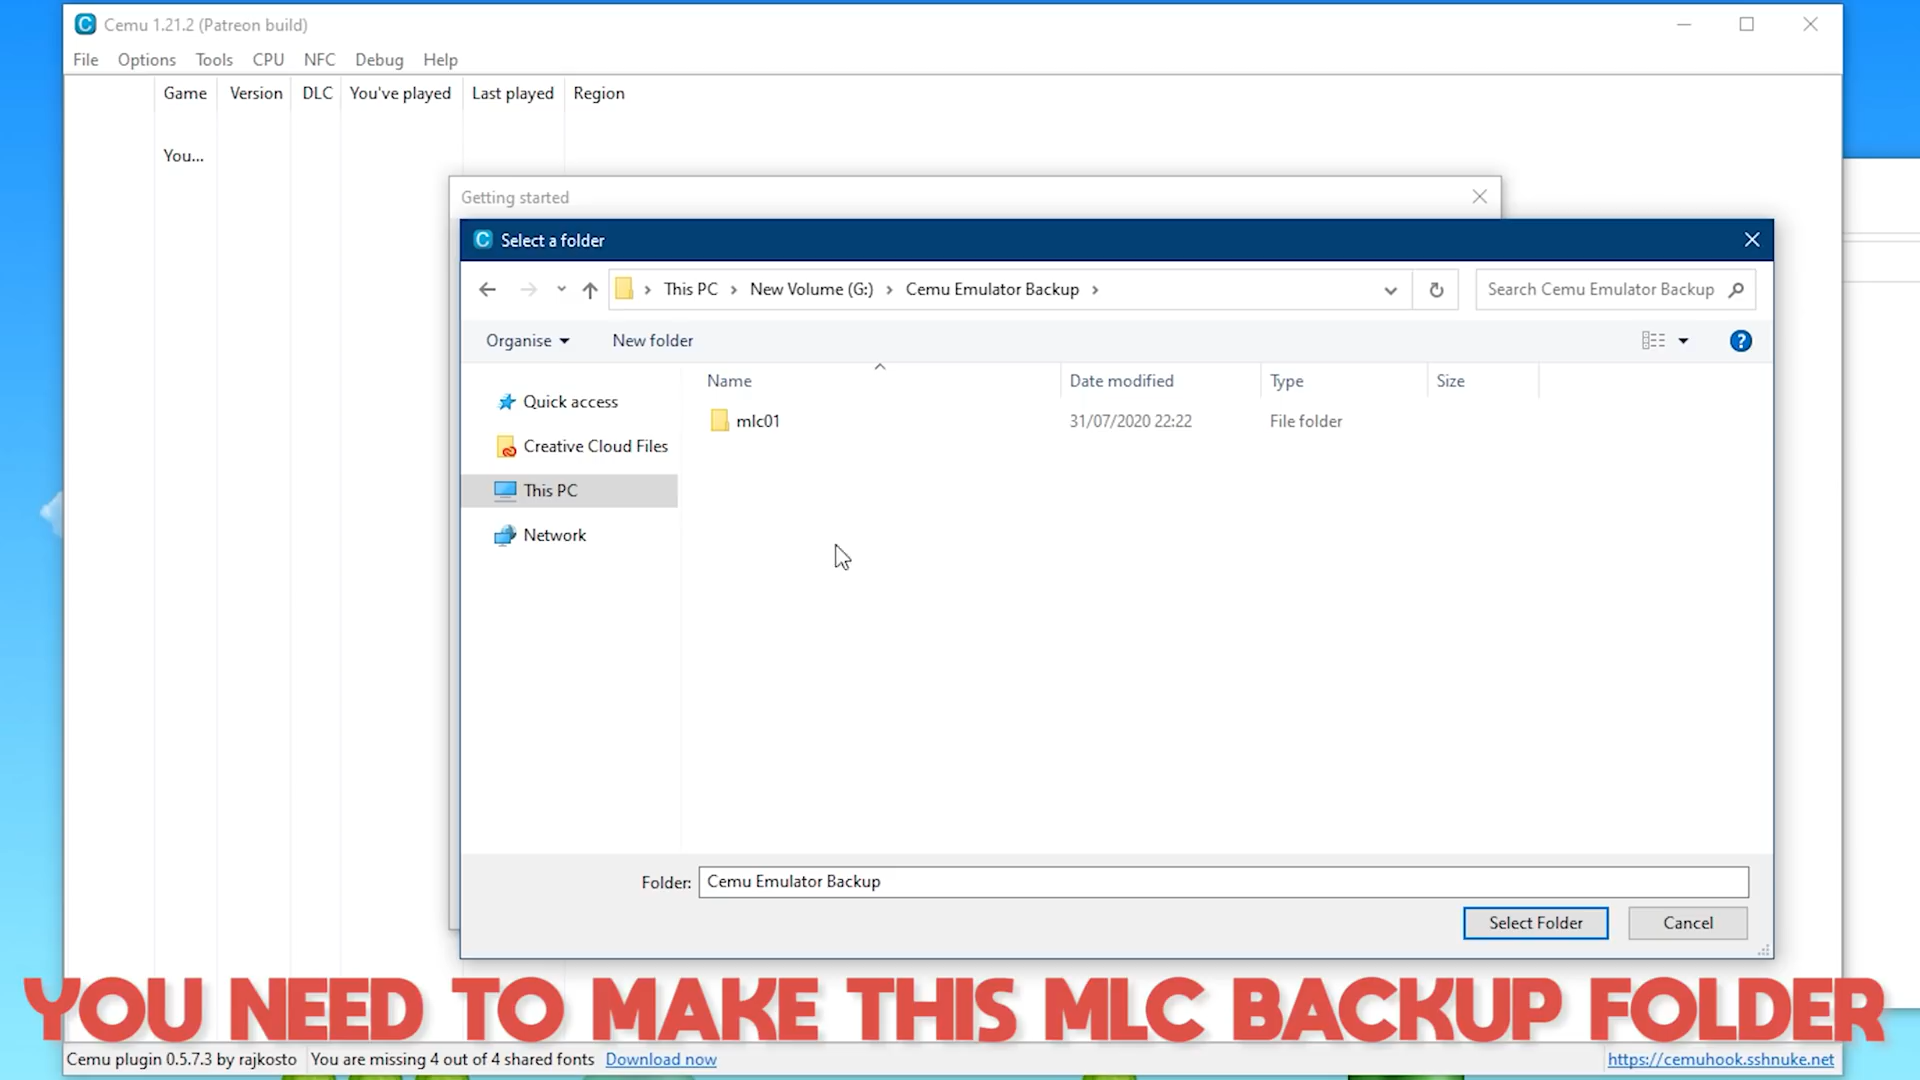 Cemu 1.21.2 (Patreon build)
File Options Tools CPU NFC Debug Help
Game Version DLC You've played Last played Region
You...
Getting started
Select a folder
This PC New Volume (G:) Cemu Emulator Backup
Search Cemu Emulator Backup
Organise New folder
Name Date modified Type Size
Quick access
mlc01 31/07/2020 22:22 File folder
Creative Cloud Files
This PC
Network
Folder: Cemu Emulator Backup
Select Folder Cancel
YOU NEED TO MAKE THIS MLC BACKUP FOLDER
Cemu plugin 0.5.7.3 by rajkosto You are missing 4 out of 4 shared fonts Download now https://cemuhook.sshnuke.net